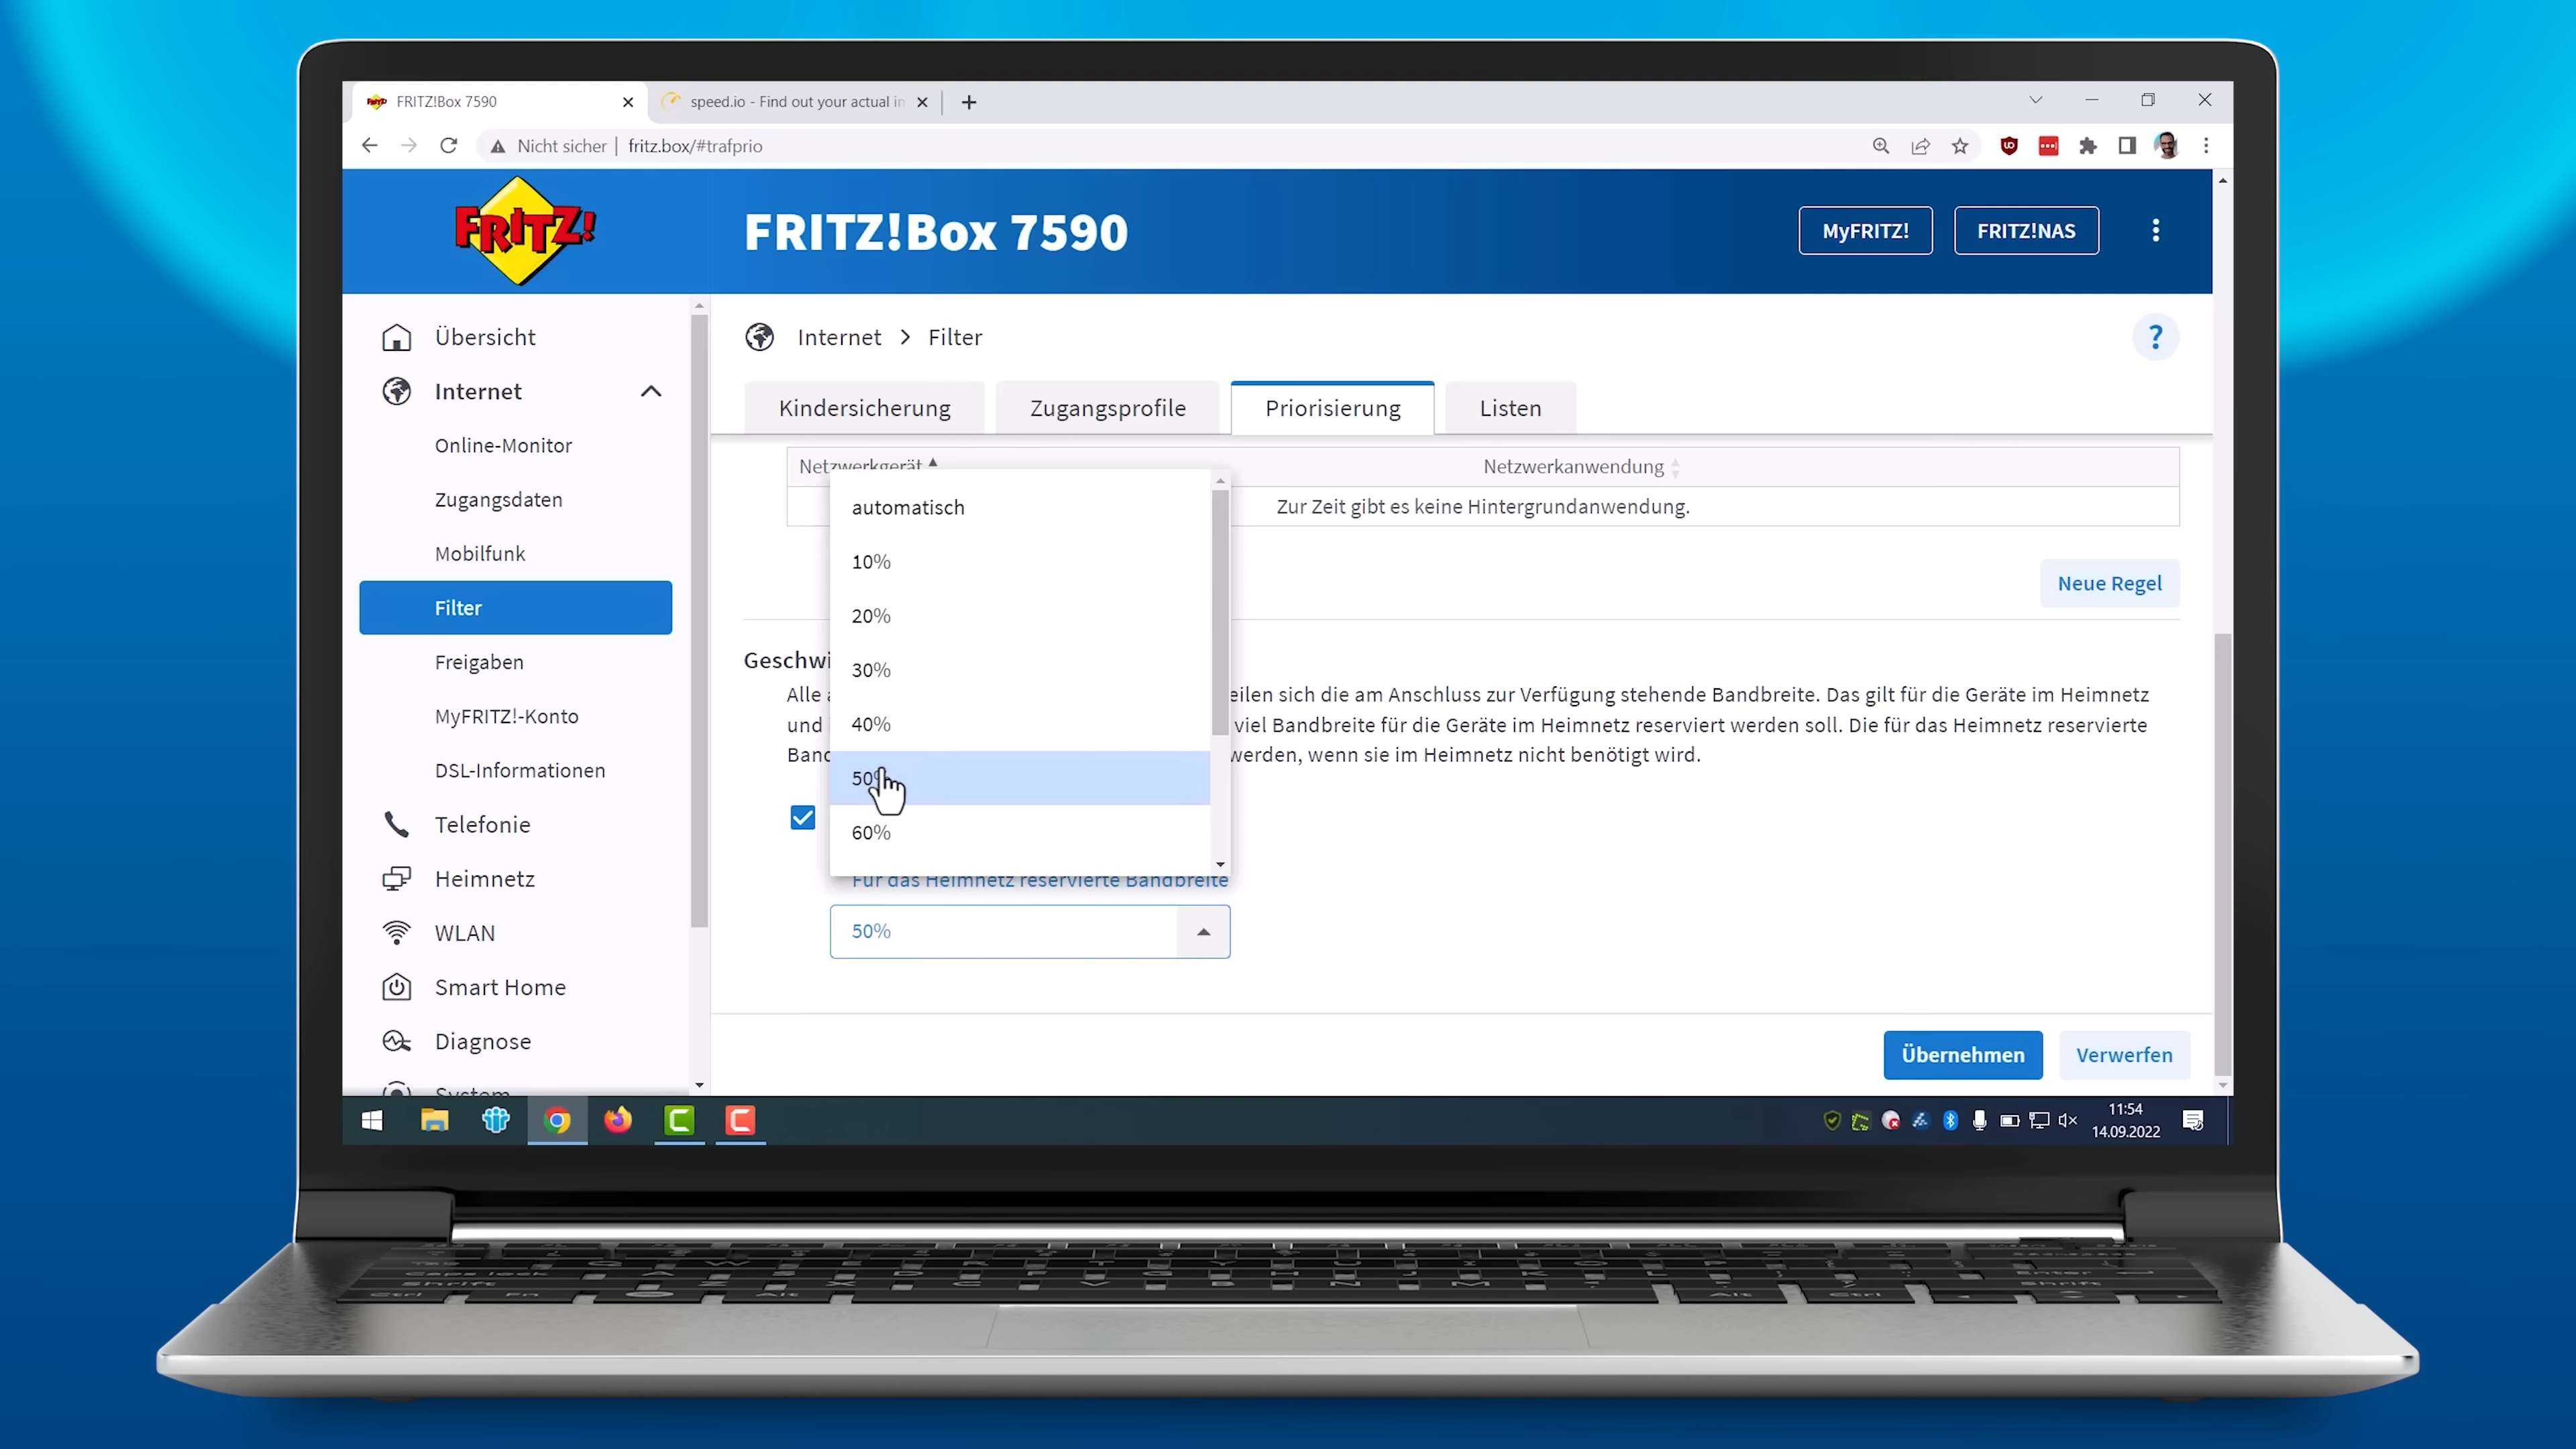 FRITZ!Box 7590
speed.io - Find out your actual in
Nicht sicher
fritz.box/#trafprio
FRITZ!
FRITZ!Box 7590
MyFRITZ!
FRITZ!NAS
Übersicht
Internet
Online-Monitor
Zugangsdaten
Mobilfunk
Filter
Freigaben
MyFRITZ!-Konto
DSL-Informationen
Telefonie
Heimnetz
WLAN
Smart Home
Diagnose
System
Internet > Filter
?
Kindersicherung
Zugangsprofile
Priorisierung
Listen
Netzwerkgerät
Netzwerkanwendung
Zur Zeit gibt es keine Hintergrundanwendung.
Neue Regel
Geschwi
Alle eilen sich die am Anschluss zur Verfügung stehende Bandbreite. Das gilt für die Geräte im Heimnetz
und viel Bandbreite für die Geräte im Heimnetz reserviert werden soll. Die für das Heimnetz reservierte
Banc werden, wenn sie im Heimnetz nicht benötigt wird.
automatisch
10%
20%
30%
40%
50%
60%
Für das Heimnetz reservierte Bandbreite
50%
Übernehmen
Verwerfen
11:54
14.09.2022